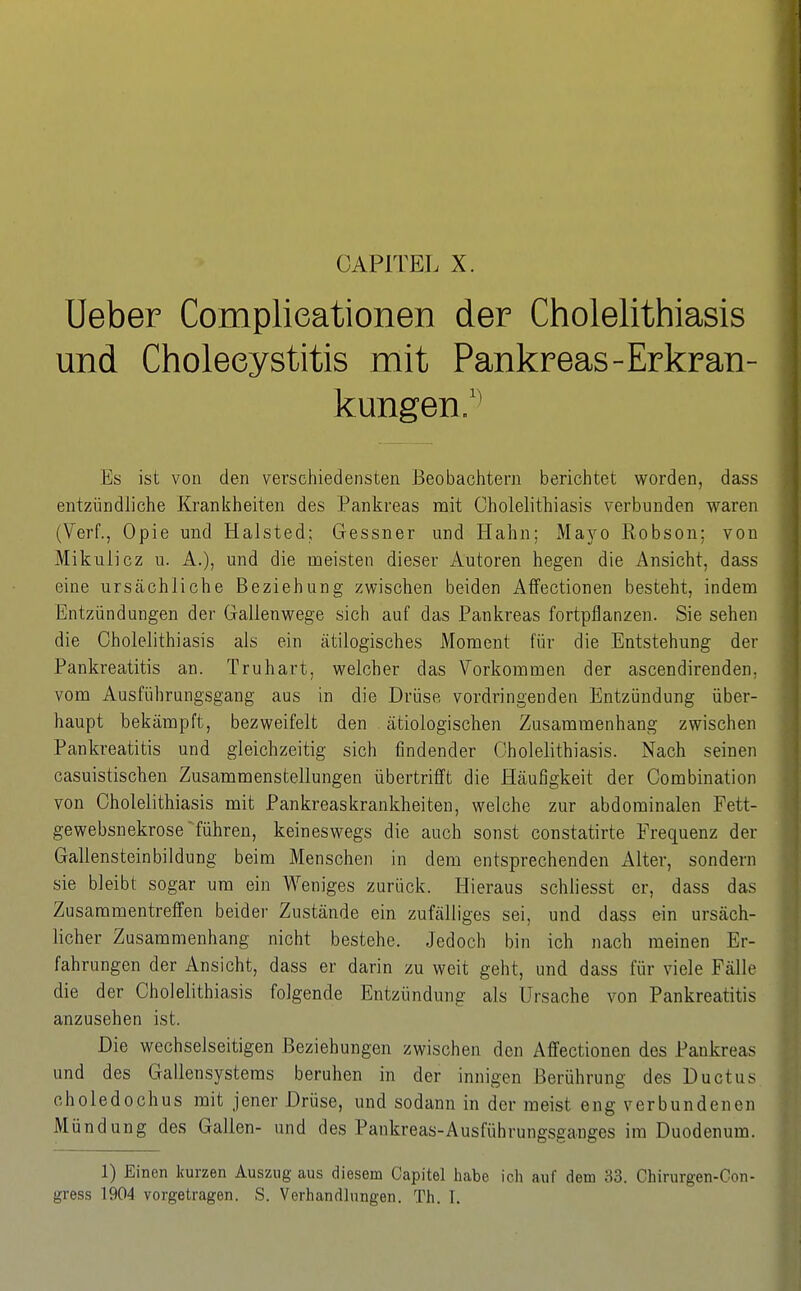 CAPITEL X.
Ueber Complicationen der Cholelithiasis
und Cholecystitis mit Pankreas-Erkran-
kungen.¹)
Es ist von den verschiedensten Beobachtern berichtet worden, dass
entzündliche Krankheiten des Pankreas mit Cholelithiasis verbunden waren
(Verf., Opie und Halsted; Gessner und Hahn; Mayo Robson; von
Mikulicz u. A.), und die meisten dieser Autoren hegen die Ansicht, dass
eine ursächliche Beziehung zwischen beiden Affectionen besteht, indem
Entzündungen der Gallenwege sich auf das Pankreas fortpflanzen. Sie sehen
die Cholelithiasis als ein ätilogisches Moment für die Entstehung der
Pankreatitis an. Truhart, welcher das Vorkommen der ascendirenden,
vom Ausführungsgang aus in die Drüse vordringenden Entzündung über-
haupt bekämpft, bezweifelt den ätiologischen Zusammenhang zwischen
Pankreatitis und gleichzeitig sich findender Cholelithiasis. Nach seinen
casuistischen Zusammenstellungen übertrifft die Häufigkeit der Combination
von Cholelithiasis mit Pankreaskrankheiten, welche zur abdominalen Fett-
gewebsnekrose führen, keineswegs die auch sonst constatirte Frequenz der
Gallensteinbildung beim Menschen in dem entsprechenden Alter, sondern
sie bleibt sogar um ein Weniges zurück. Hieraus schliesst er, dass das
Zusammentreffen beider Zustände ein zufälliges sei, und dass ein ursäch-
licher Zusammenhang nicht bestehe. Jedoch bin ich nach meinen Er-
fahrungen der Ansicht, dass er darin zu weit geht, und dass für viele Fälle
die der Cholelithiasis folgende Entzündung als Ursache von Pankreatitis
anzusehen ist.
Die wechselseitigen Beziehungen zwischen den Affectionen des Pankreas
und des Gallensystems beruhen in der innigen Berührung des Ductus
choledochus mit jener Drüse, und sodann in der meist eng verbundenen
Mündung des Gallen- und des Pankreas-Ausführungsganges im Duodenum.
1) Einen kurzen Auszug aus diesem Capitel habe ich auf dem 33. Chirurgen-Con-
gress 1904 vorgetragen. S. Verhandlungen. Th. I.